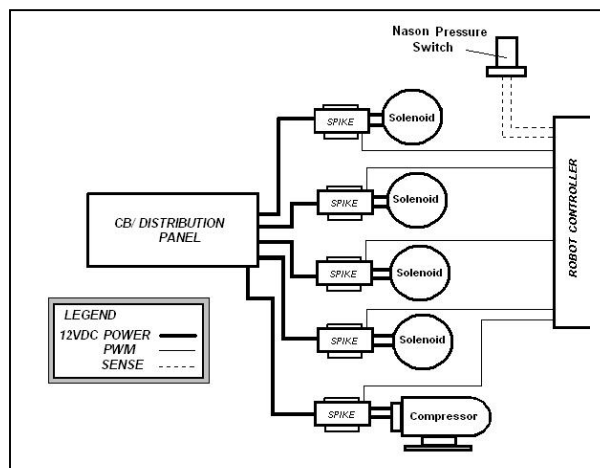 Nason Pressure
Switch
SPIKE
Solenoid
SPIKE
Solenoid
CB/ DISTRIBUTION
PANEL
ROBOT CONTROLLER
SPIKE
Solenoid
SPIKE
Solenoid
LEGEND
12VDC POWER
PWM
SENSE
SPIKE
Compressor